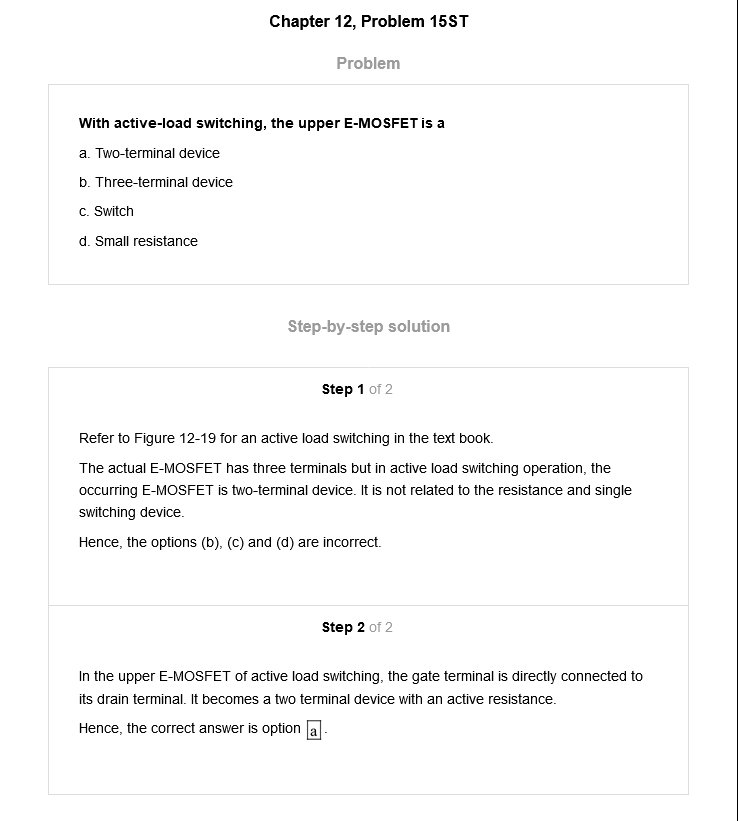 Chapter 12, Problem 15ST
Problem
With active-load switching, the upper E-MOSFET is a
a. Two-terminal device
b. Three-terminal device
c. Switch
d. Small resistance
Step-by-step solution
Step 1 of 2
Refer to Figure 12-19 for an active load switching in the text book.
The actual E-MOSFET has three terminals but in active load switching operation, the
occurring E-MOSFET is two-terminal device. It is not related to the resistance and single
switching device.
Hence, the options (b), (c) and (d) are incorrect.
Step 2 of 2
In the upper E-MOSFET of active load switching, the gate terminal is directly connected to
its drain terminal. It becomes a two terminal device with an active resistance.
Hence, the correct answer is option a.